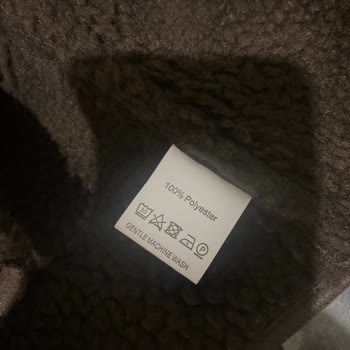 100% Polyester
GENTLE MACHINE WASH